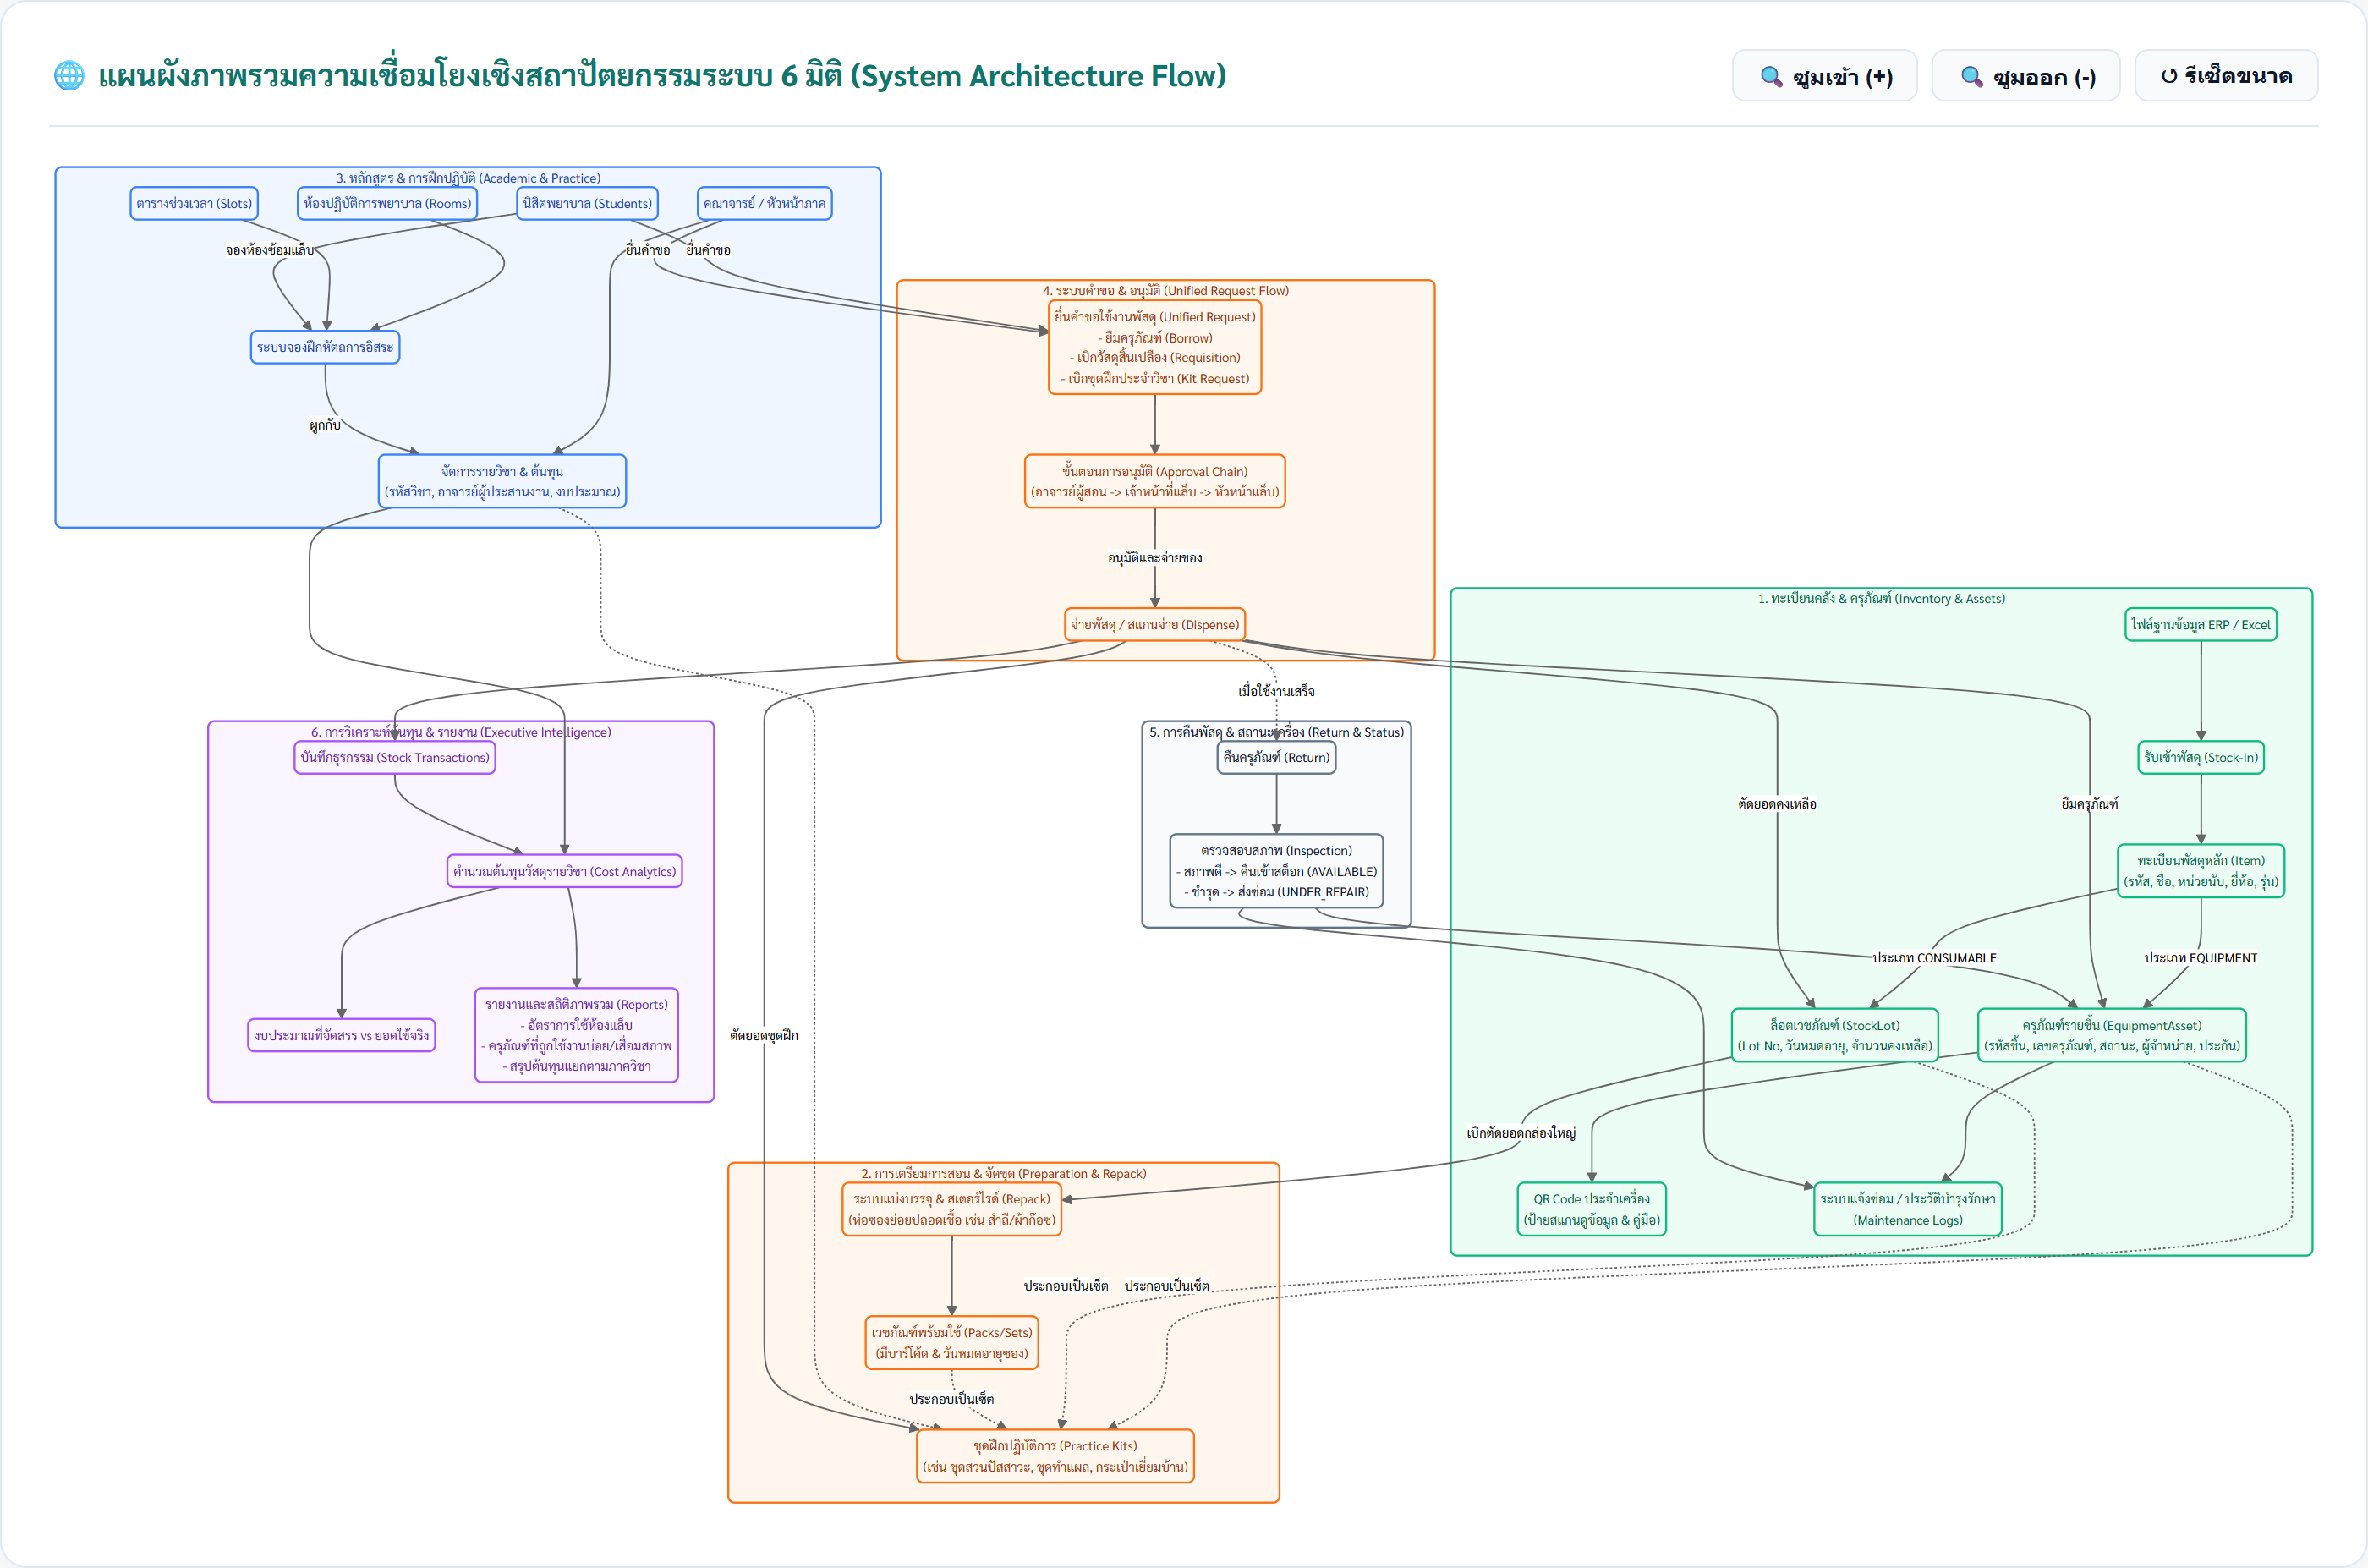 🌐 แผนผังภาพรวมความเชื่อมโยงเชิงสถาปัตยกรรมระบบ 6 มิติ (System Architecture Flow)
🔍 ซูมเข้า (+)
🔍 ซูมออก (-)
↺ รีเซ็ตขนาด
3. หลักสูตร & การฝึกปฏิบัติ (Academic & Practice)
ตารางช่วงเวลา (Slots)
ห้องปฏิบัติการพยาบาล (Rooms)
นิสิตพยาบาล (Students)
คณาจารย์ / หัวหน้าภาค
จองห้องซ้อมแล็บ
ยื่นคำขอ
ยื่นคำขอ
ระบบจองฝึกหัตถการอิสระ
ผูกกับ
จัดการรายวิชา & ต้นทุน
(รหัสวิชา, อาจารย์ผู้ประสานงาน, งบประมาณ)
4. ระบบคำขอ & อนุมัติ (Unified Request Flow)
ยื่นคำขอใช้งานพัสดุ (Unified Request)
- ยืมครุภัณฑ์ (Borrow)
- เบิกวัสดุสิ้นเปลือง (Requisition)
- เบิกชุดฝึกประจำวิชา (Kit Request)
ขั้นตอนการอนุมัติ (Approval Chain)
(อาจารย์ผู้สอน -> เจ้าหน้าที่แล็บ -> หัวหน้าแล็บ)
อนุมัติและจ่ายของ
จ่ายพัสดุ / สแกนจ่าย (Dispense)
เมื่อใช้งานเสร็จ
1. ทะเบียนคลัง & ครุภัณฑ์ (Inventory & Assets)
ไฟล์ฐานข้อมูล ERP / Excel
รับเข้าพัสดุ (Stock-In)
ตัดยอดคงเหลือ
ยืมครุภัณฑ์
ทะเบียนพัสดุหลัก (Item)
(รหัส, ชื่อ, หน่วยนับ, ยี่ห้อ, รุ่น)
ประเภท CONSUMABLE
ประเภท EQUIPMENT
ล็อตเวชภัณฑ์ (StockLot)
(Lot No, วันหมดอายุ, จำนวนคงเหลือ)
ครุภัณฑ์รายชิ้น (EquipmentAsset)
(รหัสชิ้น, เลขครุภัณฑ์, สถานะ, ผู้จำหน่าย, ประกัน)
เบิกตัดยอดกล่องใหญ่
QR Code ประจำเครื่อง
(ป้ายสแกนดูข้อมูล & คู่มือ)
ระบบแจ้งซ่อม / ประวัติบำรุงรักษา
(Maintenance Logs)
6. การวิเคราะห์ต้นทุน & รายงาน (Executive Intelligence)
บันทึกธุรกรรม (Stock Transactions)
คำนวณต้นทุนวัสดุรายวิชา (Cost Analytics)
งบประมาณที่จัดสรร vs ยอดใช้จริง
รายงานและสถิติภาพรวม (Reports)
- อัตราการใช้ห้องแล็บ
- ครุภัณฑ์ที่ถูกใช้งานบ่อย/เสื่อมสภาพ
- สรุปต้นทุนแยกตามภาควิชา
5. การคืนพัสดุ & สถานะเครื่อง (Return & Status)
คืนครุภัณฑ์ (Return)
ตรวจสอบสภาพ (Inspection)
- สภาพดี -> คืนเข้าสต็อก (AVAILABLE)
- ชำรุด -> ส่งซ่อม (UNDER_REPAIR)
ตัดยอดชุดฝึก
2. การเตรียมการสอน & จัดชุด (Preparation & Repack)
ระบบแบ่งบรรจุ & สเตอร์ไรด์ (Repack)
(ห่อซองย่อยปลอดเชื้อ เช่น สำลี/ผ้าก๊อซ)
ประกอบเป็นเซ็ต
ประกอบเป็นเซ็ต
เวชภัณฑ์พร้อมใช้ (Packs/Sets)
(มีบาร์โค้ด & วันหมดอายุซอง)
ประกอบเป็นเซ็ต
ชุดฝึกปฏิบัติการ (Practice Kits)
(เช่น ชุดสวนปัสสาวะ, ชุดทำแผล, กระเป๋าเยี่ยมบ้าน)